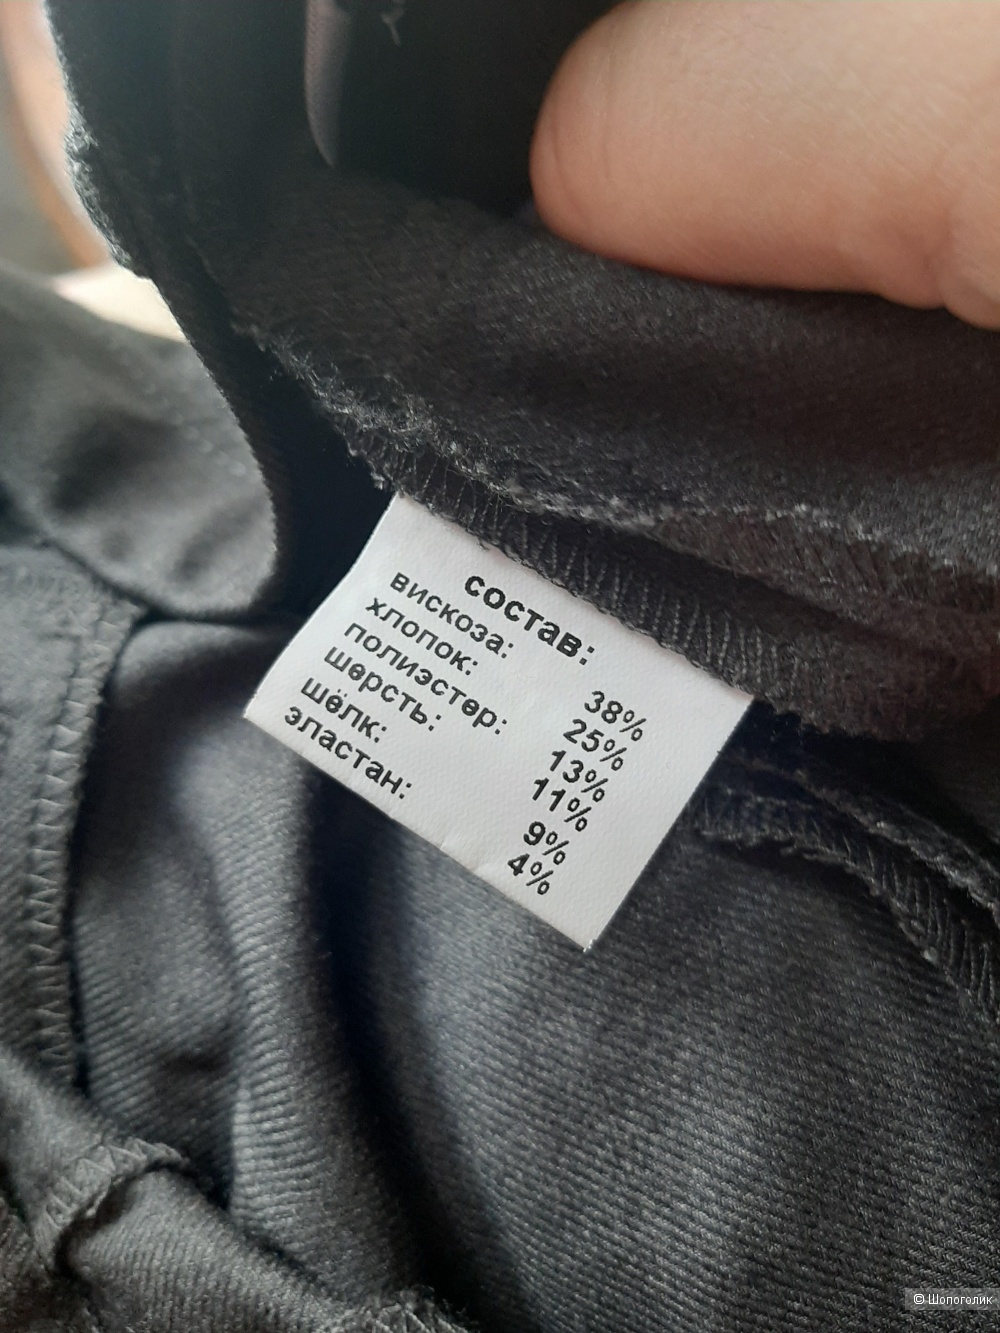 состав:
вискоза: 38%
хлопок: 25%
полиэстер: 13%
шерсть: 11%
шёлк: 9%
эластан: 4%
© Шопоголик